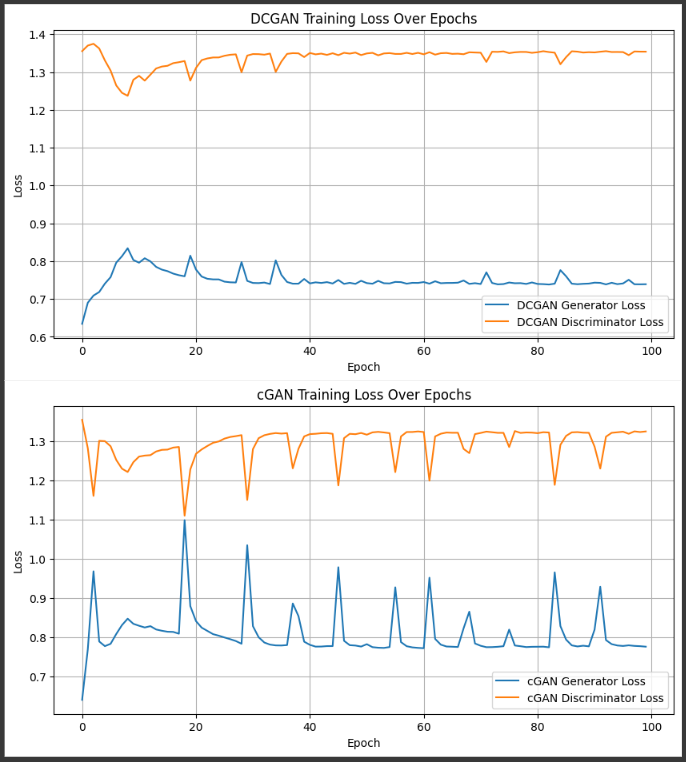 DCGAN Training Loss Over Epochs
1.4
1.3
1.2
1.1
1.0
0.9
0.8
0.7
0.6
Loss
DCGAN Generator Loss
DCGAN Discriminator Loss
0 20 40 60 80 100
Epoch
cGAN Training Loss Over Epochs
1.3
1.2
1.1
1.0
0.9
0.8
0.7
Loss
cGAN Generator Loss
cGAN Discriminator Loss
0 20 40 60 80 100
Epoch